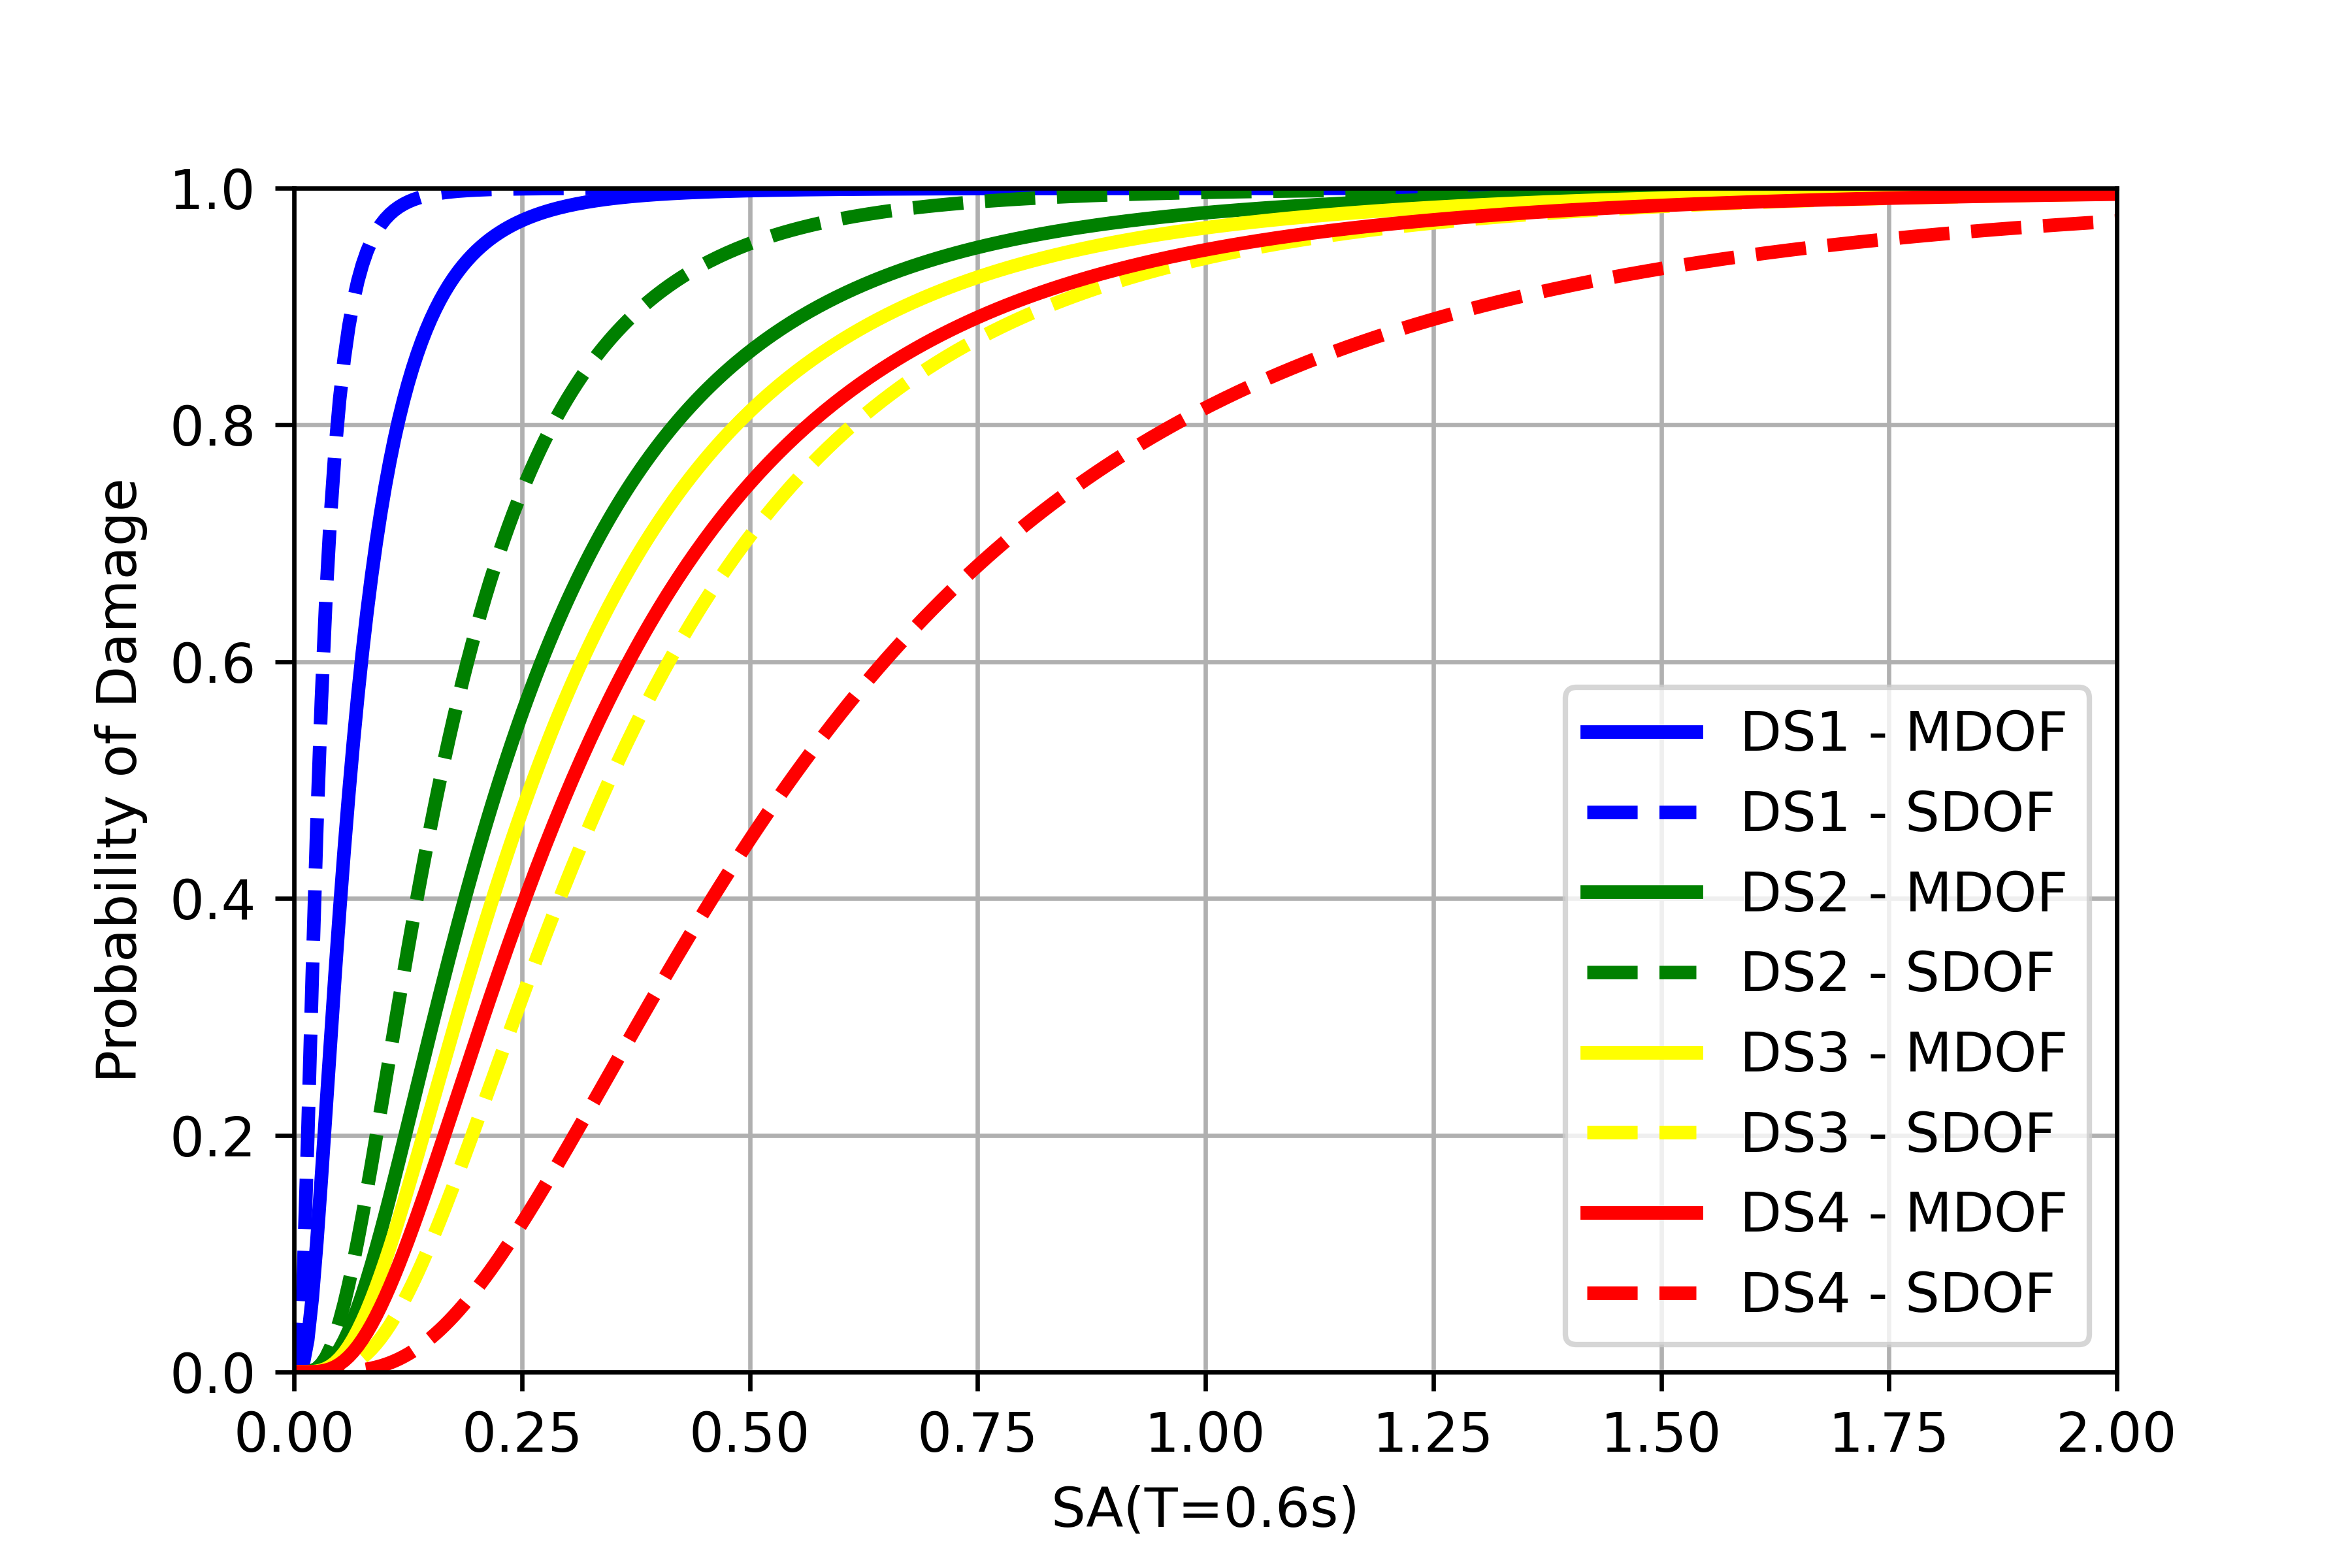 1.0
0.8
0.6
0.4
0.2
0.0
Probability of Damage
0.00 0.25 0.50 0.75 1.00 1.25 1.50 1.75 2.00
SA(T=0.6s)
DS1 - MDOF
DS1 - SDOF
DS2 - MDOF
DS2 - SDOF
DS3 - MDOF
DS3 - SDOF
DS4 - MDOF
DS4 - SDOF